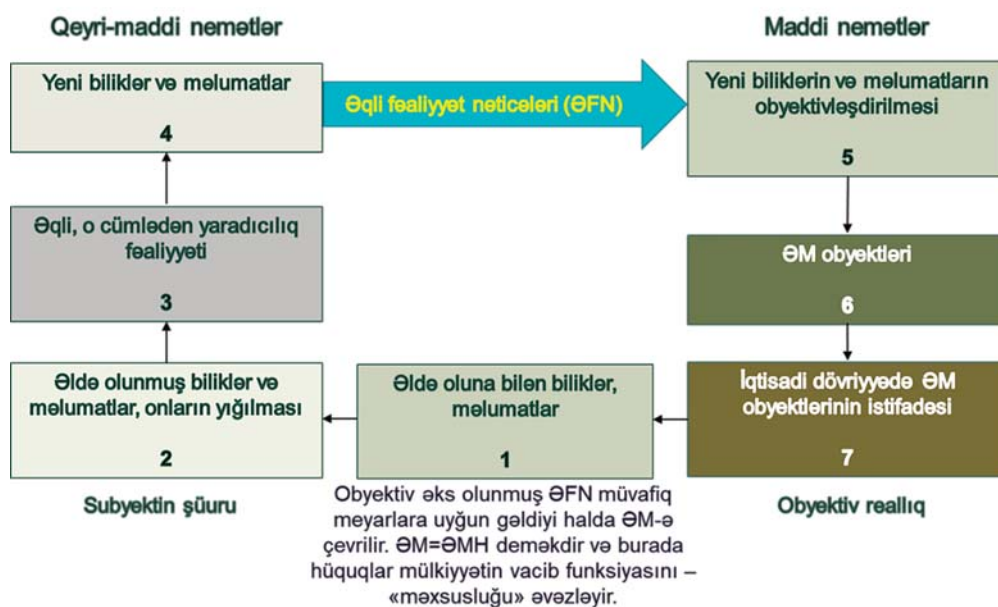 Qeyri-maddi nemətlər
Maddi nemətlər
Yeni biliklər və məlumatlar
4
Əqli fəaliyyət nəticələri (ƏFN)
Yeni biliklərin və məlumatların
obyektivləşdirilməsi
5
Əqli, o cümlədən yaradıcılıq
fəaliyyəti
3
ƏM obyektləri
6
Əldə olunmuş biliklər və
məlumatlar, onların yığılması
2
Əldə oluna bilən biliklər,
məlumatlar
1
İqtisadi dövriyyədə ƏM
obyektlərinin istifadəsi
7
Subyektin şüuru
Obyektiv əks olunmuş ƏFN müvafiq
meyarlara uyğun gəldiyi halda ƏM-ə
çevrilir. ƏM=ƏMH deməkdir və burada
hüquqlar mülkiyyətin vacib funksiyasını –
«məxsusluğu» əvəzləyir.
Obyektiv reallıq